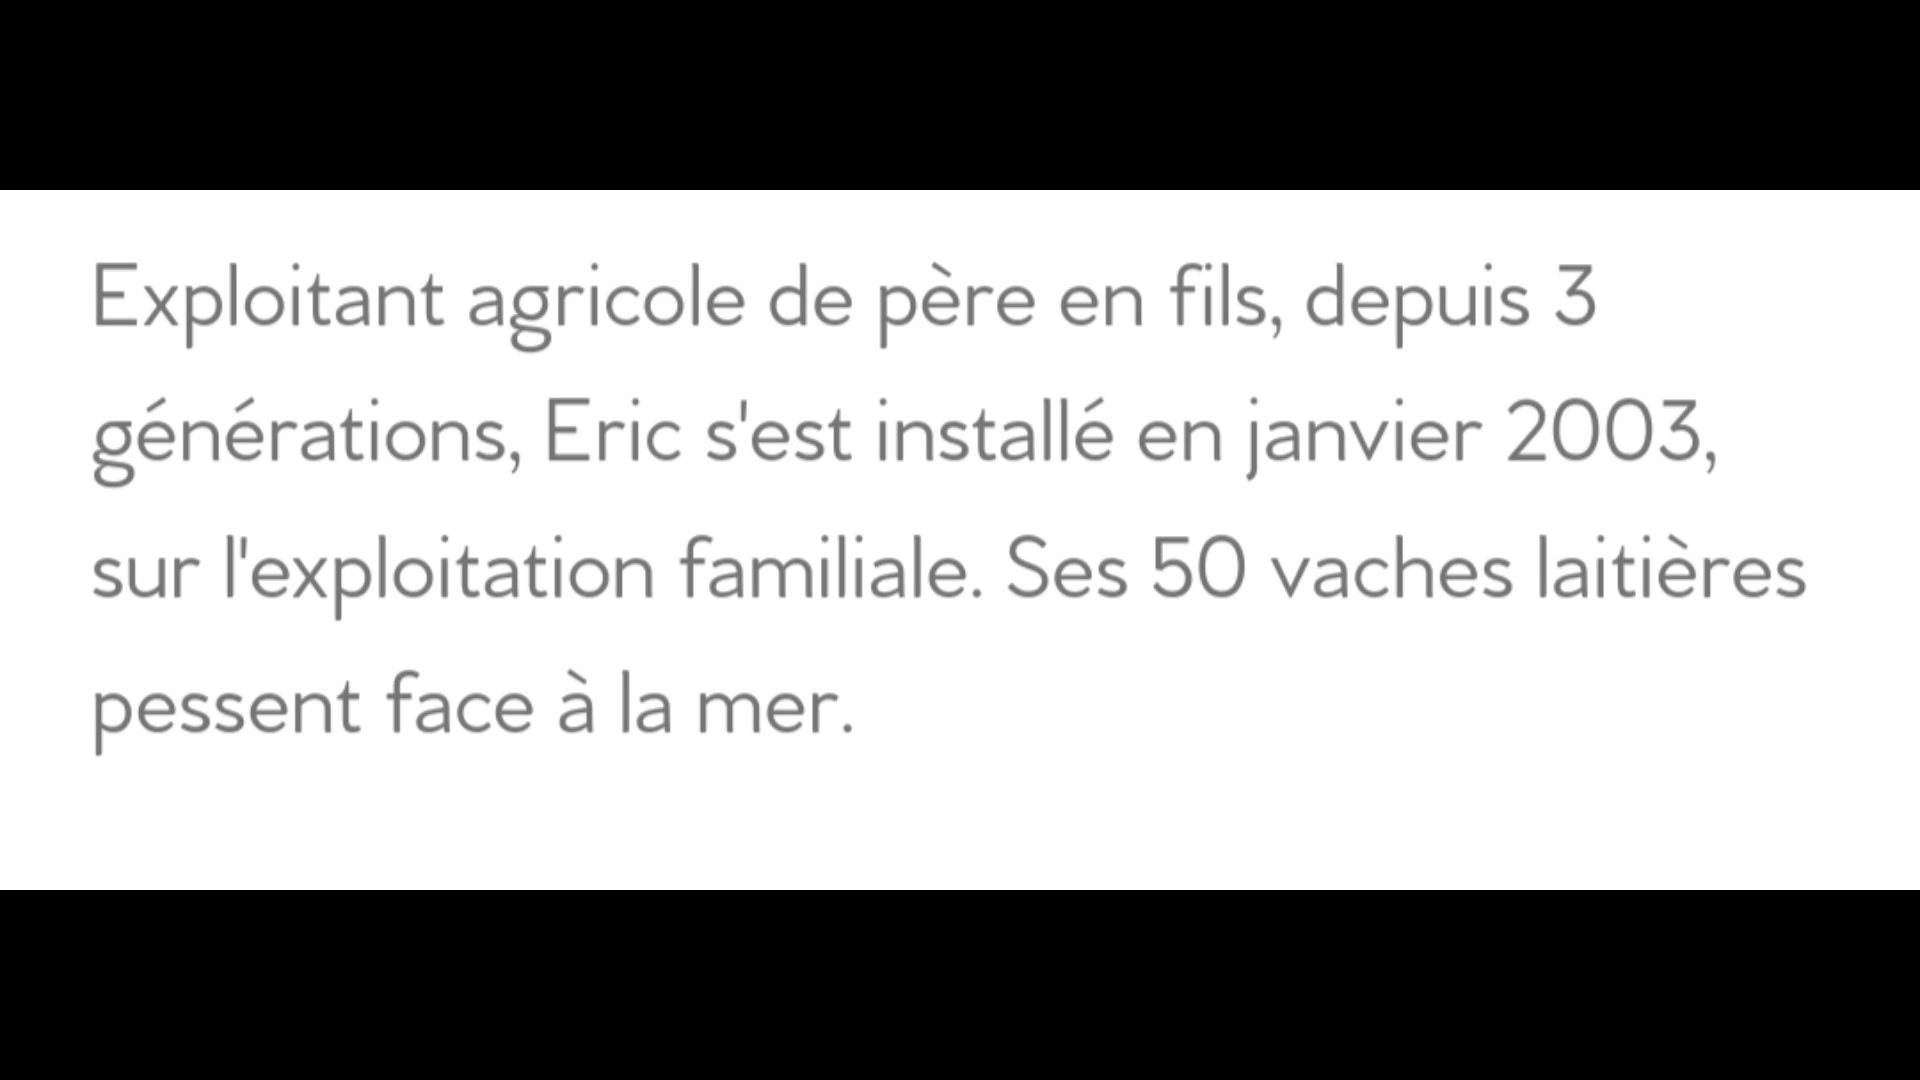 Exploitant agricole de père en fils, depuis 3
générations, Eric s'est installé en janvier 2003,
sur l'exploitation familiale. Ses 50 vaches laitières
pessent face à la mer.